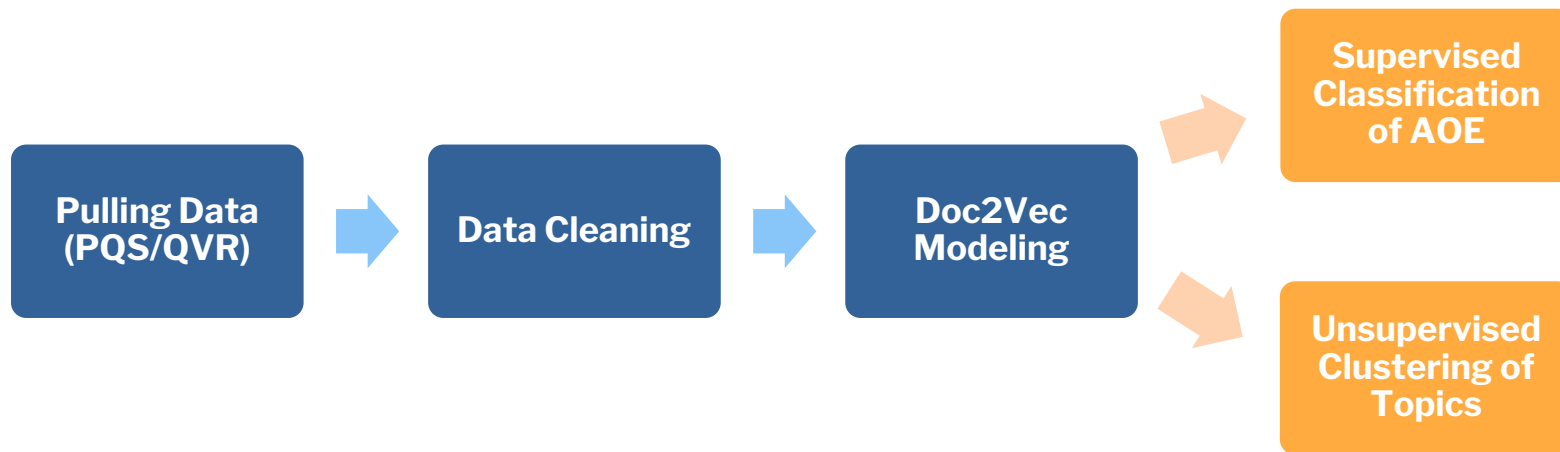 Pulling Data
(PQS/QVR)
Data Cleaning
Doc2Vec
Modeling
Supervised
Classification
of AOE
Unsupervised
Clustering of
Topics